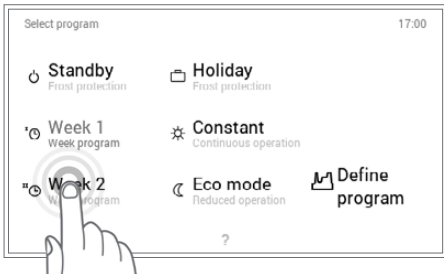 Select program 17:00
Standby
Frost protection
Holiday
Frost protection
Week 1
Week program
Constant
Continuous operation
Week 2
program
Eco mode
Reduced operation
Define
program
?